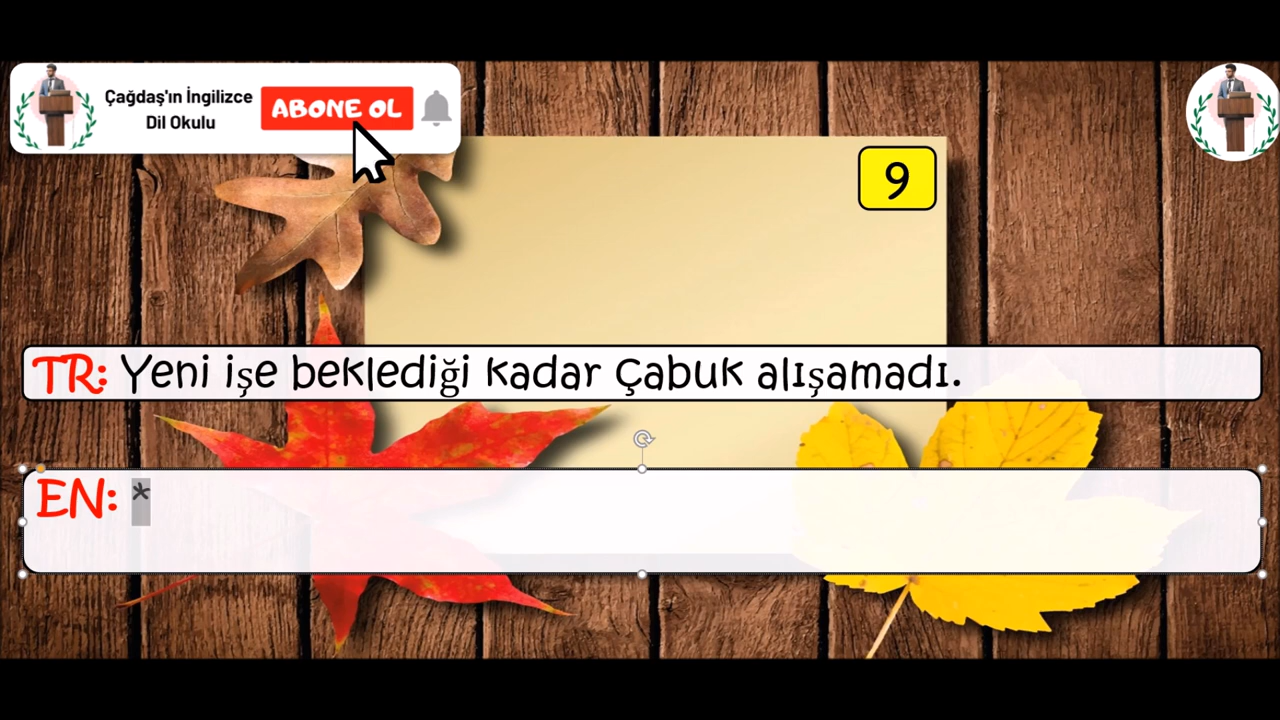 Çağdaş'ın İngilizce
Dil Okulu
ABONE OL
9
TR: Yeni işe beklediği kadar çabuk alışamadı.
EN: *